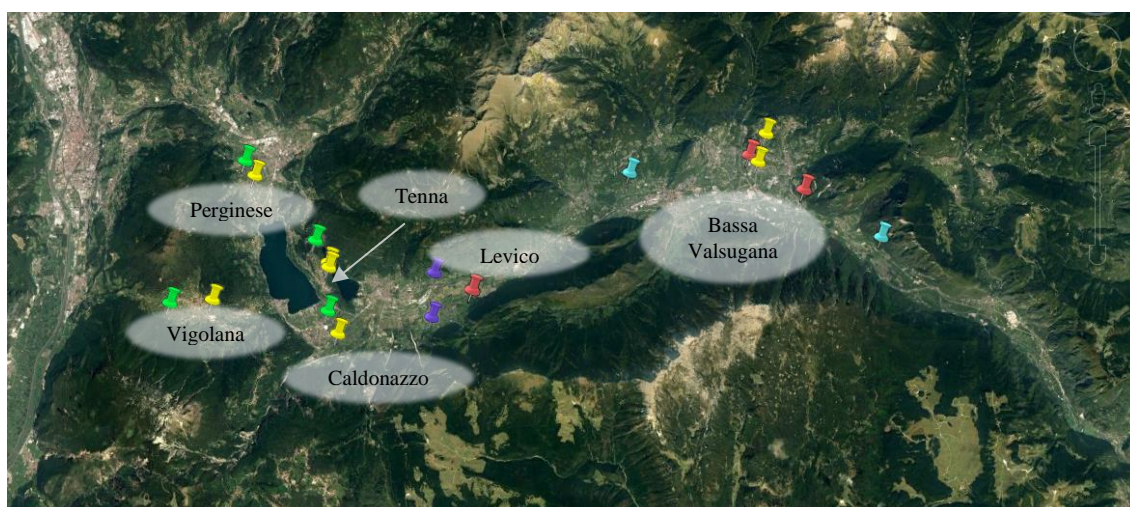 Tenna
Perginese
Levico
Bassa
Valsugana
Vigolana
Caldonazzo